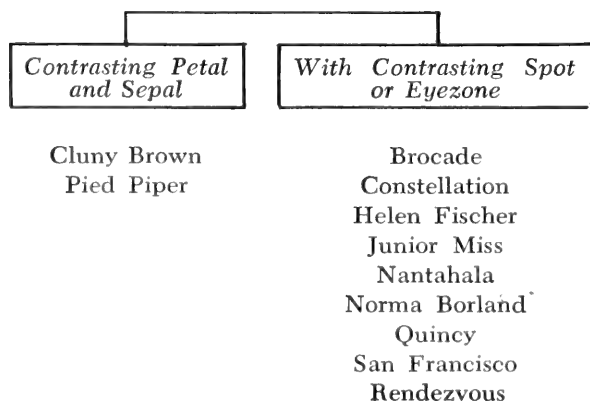 Contrasting Petal
and Sepal
Cluny Brown
Pied Piper
With Contrasting Spot
or Eyezone
Brocade
Constellation
Helen Fischer
Junior Miss
Nantahala
Norma Borland
Quincy
San Francisco
Rendezvous